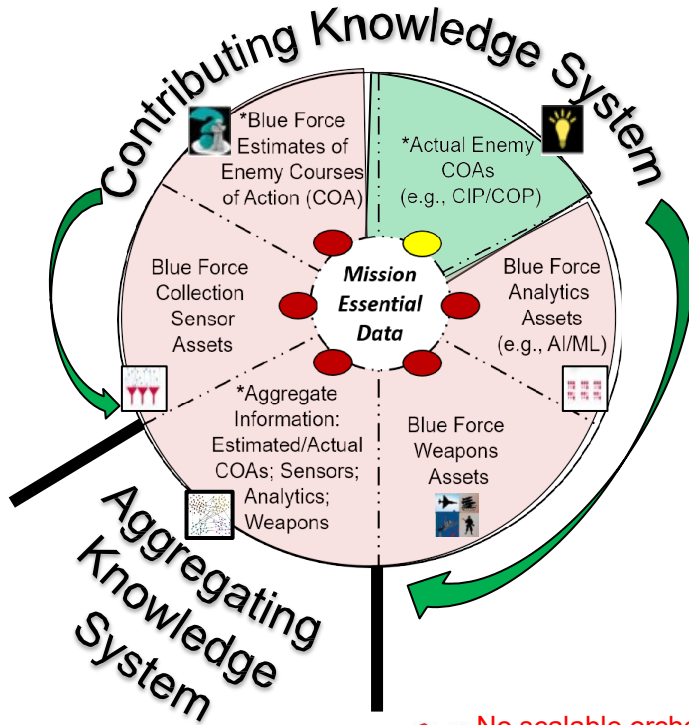 Contributing Knowledge System
*Blue Force
Estimates of
Enemy Courses
of Action (COA)
*Actual Enemy
COAs
(e.g., CIP/COP)
Blue Force
Collection
Sensor
Assets
Mission
Essential
Data
Blue Force
Analytics
Assets
(e.g., AI/ML)
*Aggregate
Information:
Estimated/Actual
COAs; Sensors;
Analytics;
Weapons
Blue Force
Weapons
Assets
Aggregating
Knowledge
System
No scalable